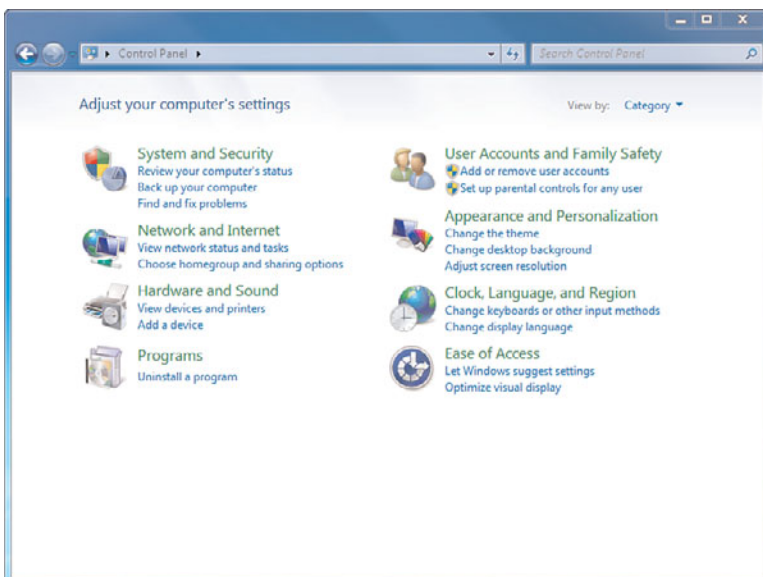 Control Panel
Search Control Panel
Adjust your computer's settings
View by: Category
System and Security
Review your computer's status
Back up your computer
Find and fix problems
Network and Internet
View network status and tasks
Choose homegroup and sharing options
Hardware and Sound
View devices and printers
Add a device
Programs
Uninstall a program
User Accounts and Family Safety
Add or remove user accounts
Set up parental controls for any user
Appearance and Personalization
Change the theme
Change desktop background
Adjust screen resolution
Clock, Language, and Region
Change keyboards or other input methods
Change display language
Ease of Access
Let Windows suggest settings
Optimize visual display